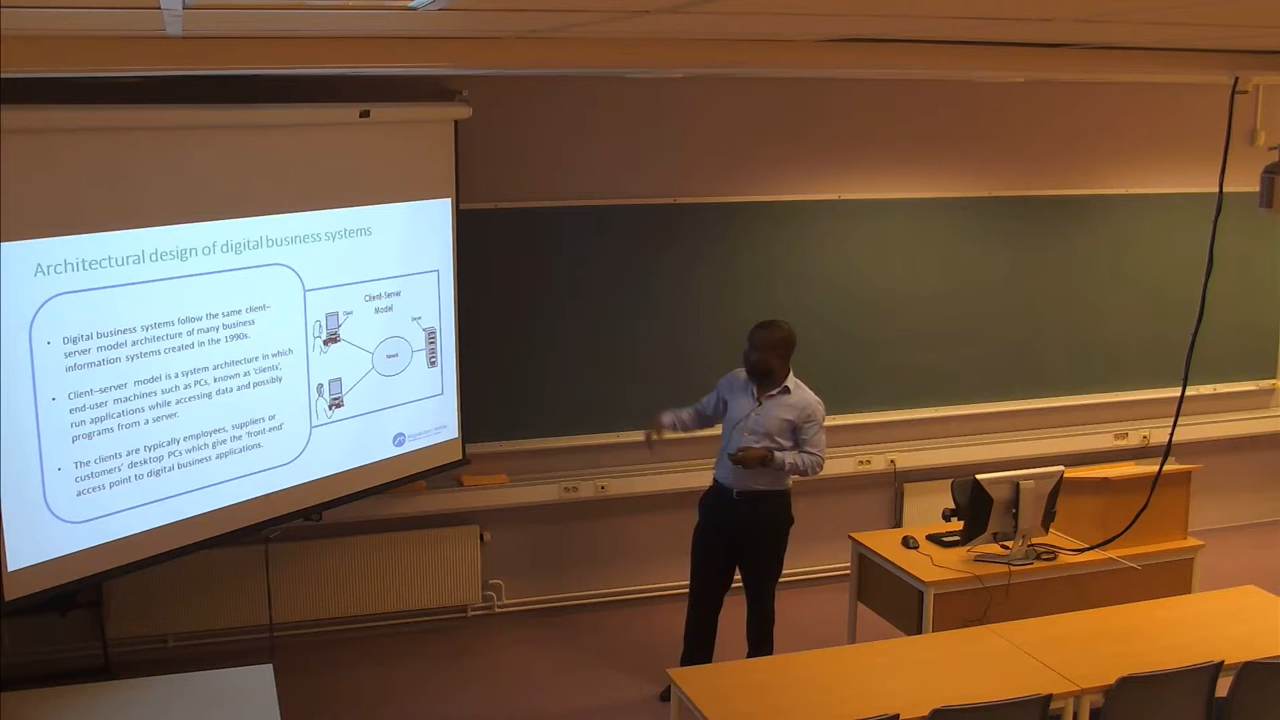 Architectural design of digital business systems
• Digital business systems follow the same client–
server model architecture of many business
information systems created in the 1990s.
• Client–server model is a system architecture in which
end-user machines such as PCs, known as 'clients',
run applications while accessing data and possibly
programs from a server.
• The clients are typically employees, suppliers or
customers' desktop PCs which give the 'front-end'
access point to digital business applications.
Client-Server
Model
Client
Server
Network